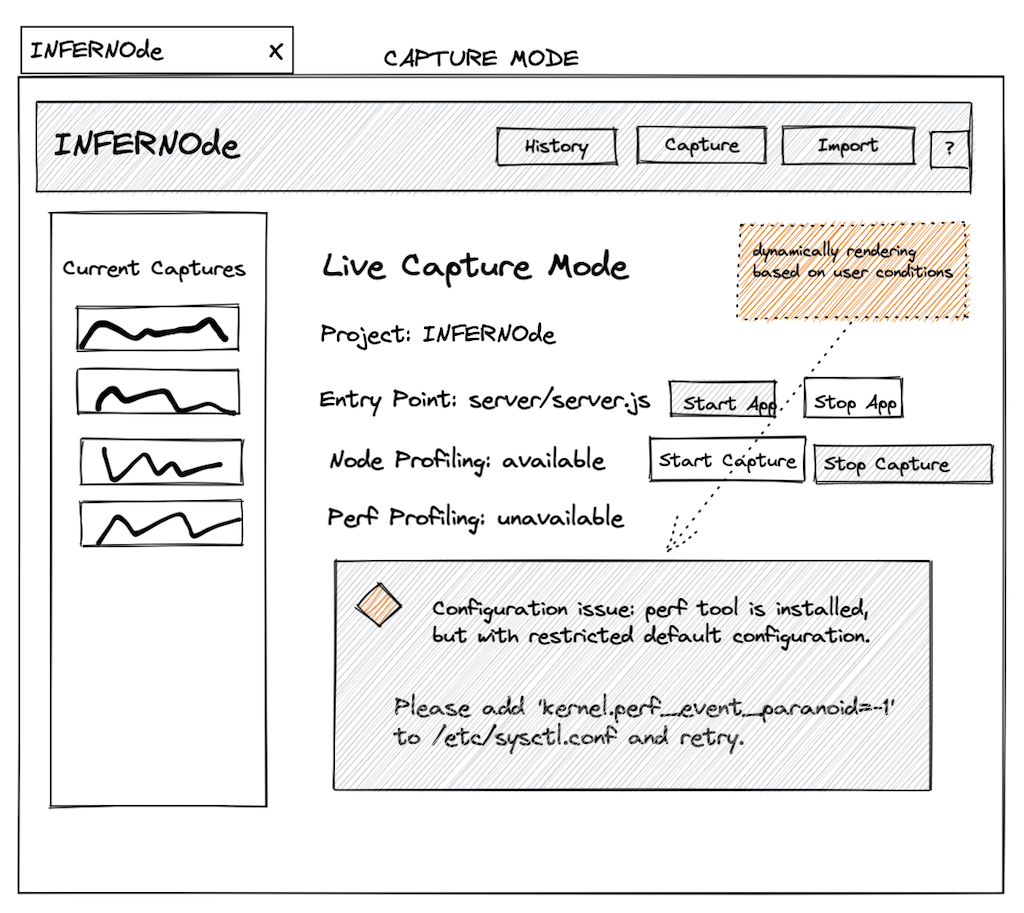 INFERNOde X
CAPTURE MODE
INFERNOde
History
Capture
Import
?
Current Captures
Live Capture Mode
dynamically rendering
based on user conditions
Project: INFERNOde
Entry Point: server/server.js
Start App
Stop App
Node Profiling: available
Start Capture
Stop Capture
Perf Profiling: unavailable
Configuration issue: perf tool is installed,
but with restricted default configuration.
Please add 'kernel.perf_event_paranoid=-1'
to /etc/sysctl.conf and retry.